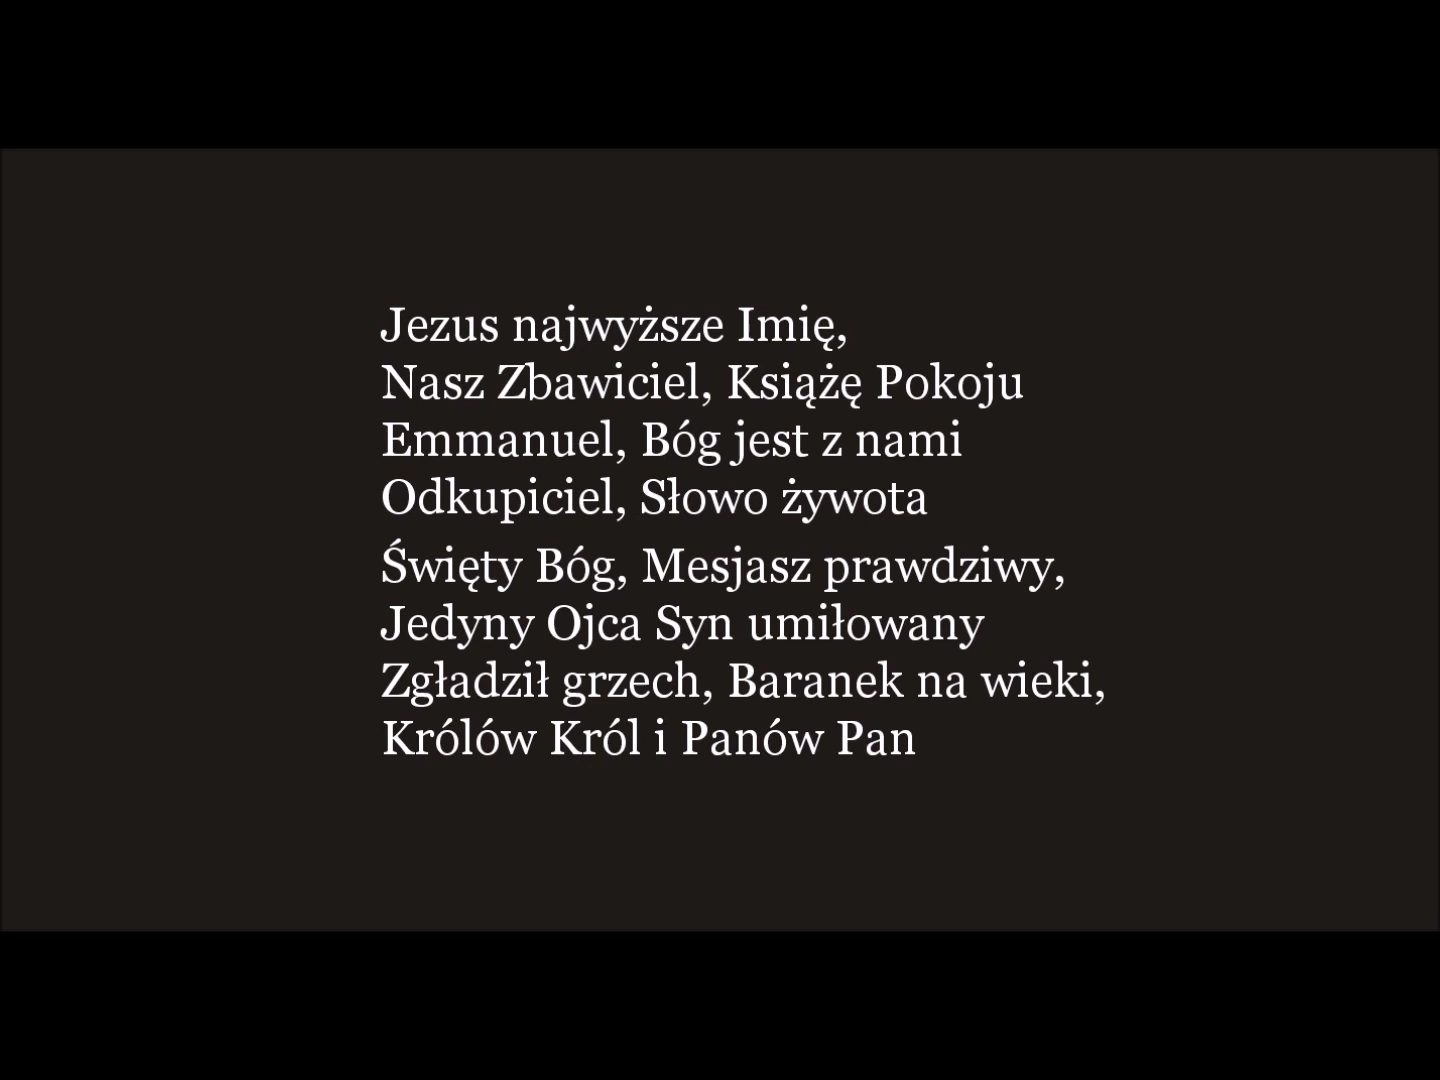 Jezus najwyższe Imię,
Nasz Zbawiciel, Książę Pokoju
Emmanuel, Bóg jest z nami
Odkupiciel, Słowo żywota
Święty Bóg, Mesjasz prawdziwy,
Jedyny Ojca Syn umiłowany
Zgładził grzech, Baranek na wieki,
Królów Król i Panów Pan